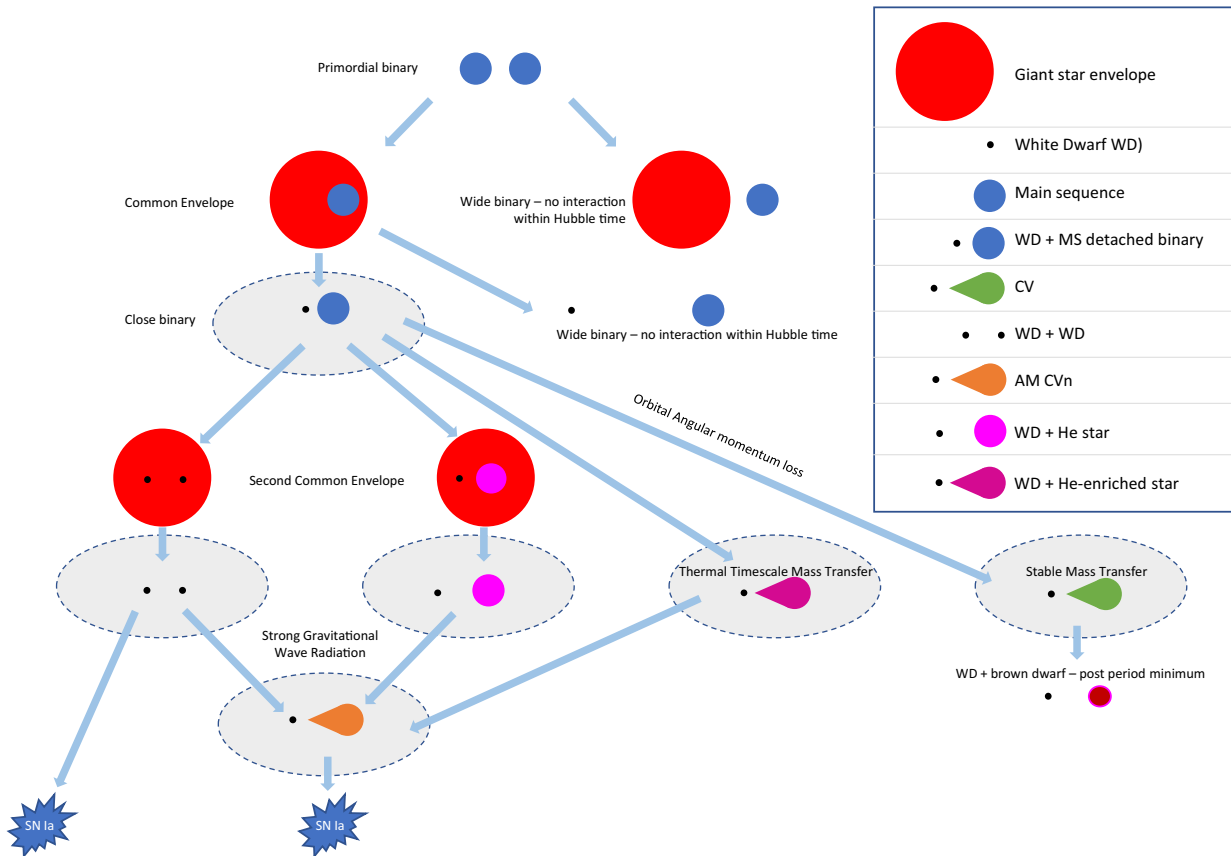 Primordial binary
Giant star envelope
White Dwarf WD)
Main sequence
WD + MS detached binary
CV
WD + WD
AM CVn
WD + He star
WD + He-enriched star
Common Envelope
Wide binary – no interaction
within Hubble time
Close binary
Wide binary – no interaction within Hubble time
Orbital Angular momentum loss
Second Common Envelope
Thermal Timescale Mass Transfer
Stable Mass Transfer
Strong Gravitational
Wave Radiation
WD + brown dwarf – post period minimum
SN Ia
SN Ia